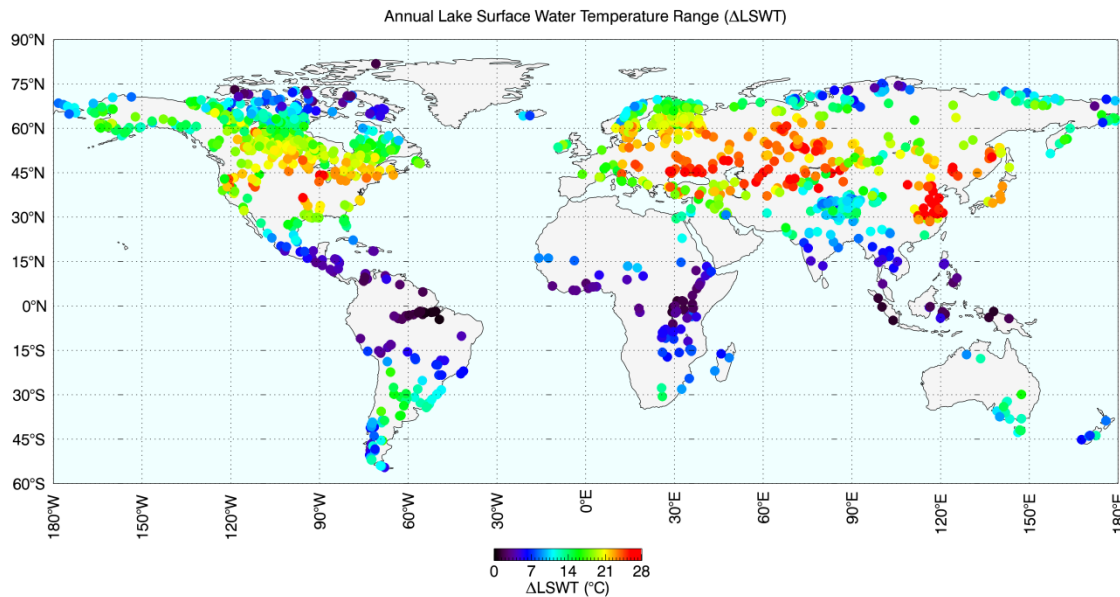 Annual Lake Surface Water Temperature Range (ΔLSWT)
90°N
75°N
60°N
45°N
30°N
15°N
0°N
15°S
30°S
45°S
60°S
180°W
150°W
120°W
90°W
60°W
30°W
0°E
30°E
60°E
90°E
120°E
150°E
180°E
0 7 14 21 28
ΔLSWT (°C)